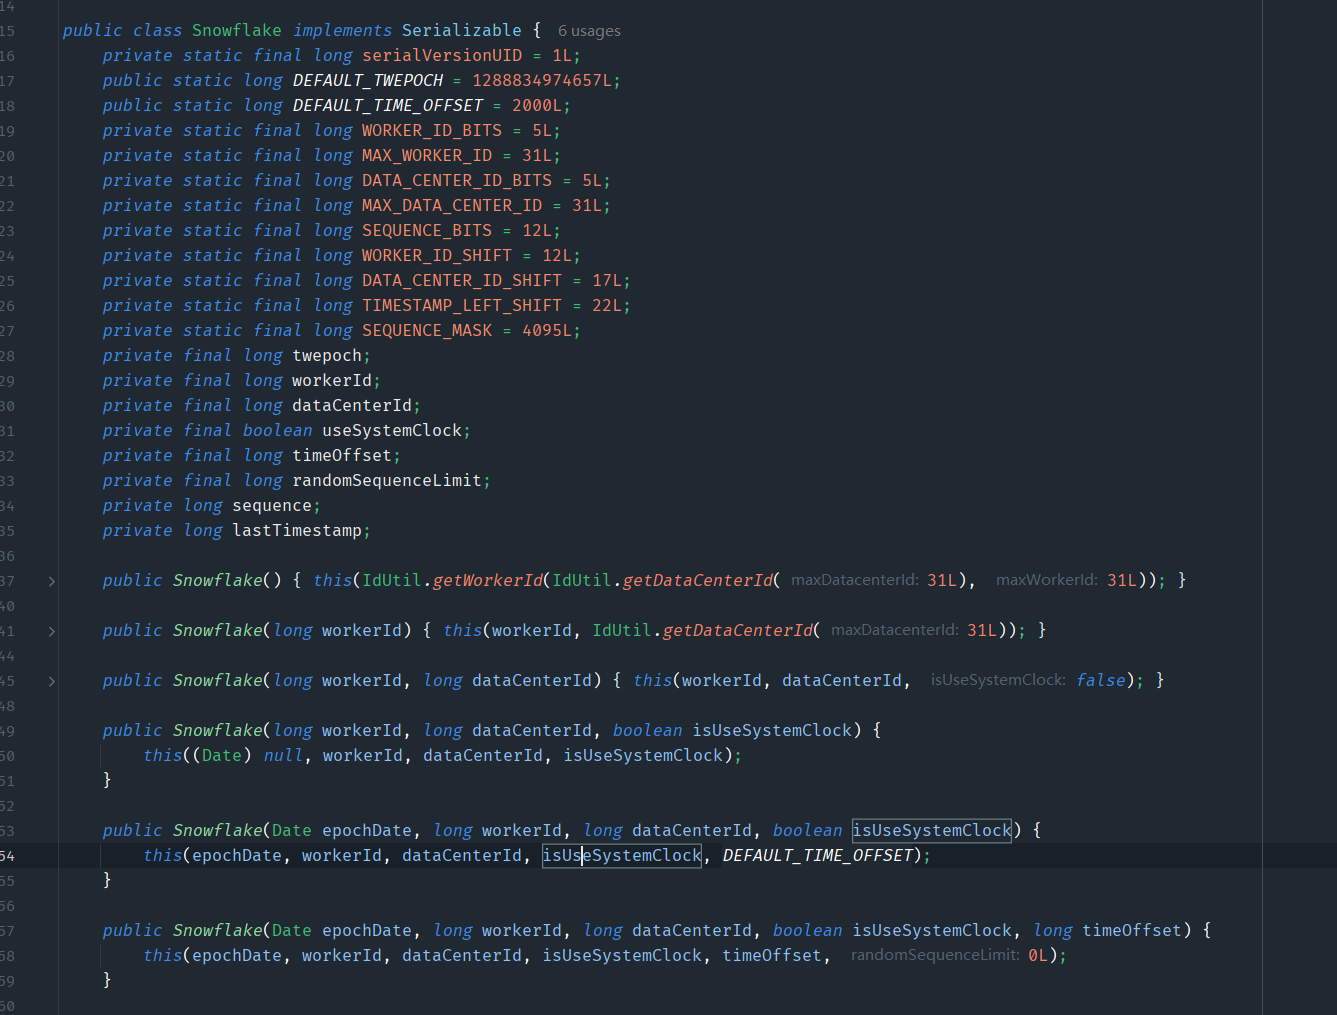 14
15 public class Snowflake implements Serializable { 6 usages
16 private static final long serialVersionUID = 1L;
17 public static long DEFAULT_TWEPOCH = 1288834974657L;
18 public static long DEFAULT_TIME_OFFSET = 2000L;
19 private static final long WORKER_ID_BITS = 5L;
20 private static final long MAX_WORKER_ID = 31L;
21 private static final long DATA_CENTER_ID_BITS = 5L;
22 private static final long MAX_DATA_CENTER_ID = 31L;
23 private static final long SEQUENCE_BITS = 12L;
24 private static final long WORKER_ID_SHIFT = 12L;
25 private static final long DATA_CENTER_ID_SHIFT = 17L;
26 private static final long TIMESTAMP_LEFT_SHIFT = 22L;
27 private static final long SEQUENCE_MASK = 4095L;
28 private final long twepoch;
29 private final long workerId;
30 private final long dataCenterId;
31 private final boolean useSystemClock;
32 private final long timeOffset;
33 private final long randomSequenceLimit;
34 private long sequence;
35 private long lastTimestamp;
36
37 public Snowflake() { this(IdUtil.getWorkerId(IdUtil.getDataCenterId( maxDatacenterId: 31L), maxWorkerId: 31L)); }
40
41 public Snowflake(long workerId) { this(workerId, IdUtil.getDataCenterId( maxDatacenterId: 31L)); }
44
45 public Snowflake(long workerId, long dataCenterId) { this(workerId, dataCenterId, isUseSystemClock: false); }
48
49 public Snowflake(long workerId, long dataCenterId, boolean isUseSystemClock) {
50 this((Date) null, workerId, dataCenterId, isUseSystemClock);
51 }
52
53 public Snowflake(Date epochDate, long workerId, long dataCenterId, boolean isUseSystemClock) {
54 this(epochDate, workerId, dataCenterId, isUseSystemClock, DEFAULT_TIME_OFFSET);
55 }
56
57 public Snowflake(Date epochDate, long workerId, long dataCenterId, boolean isUseSystemClock, long timeOffset) {
58 this(epochDate, workerId, dataCenterId, isUseSystemClock, timeOffset, randomSequenceLimit: 0L);
59 }
60